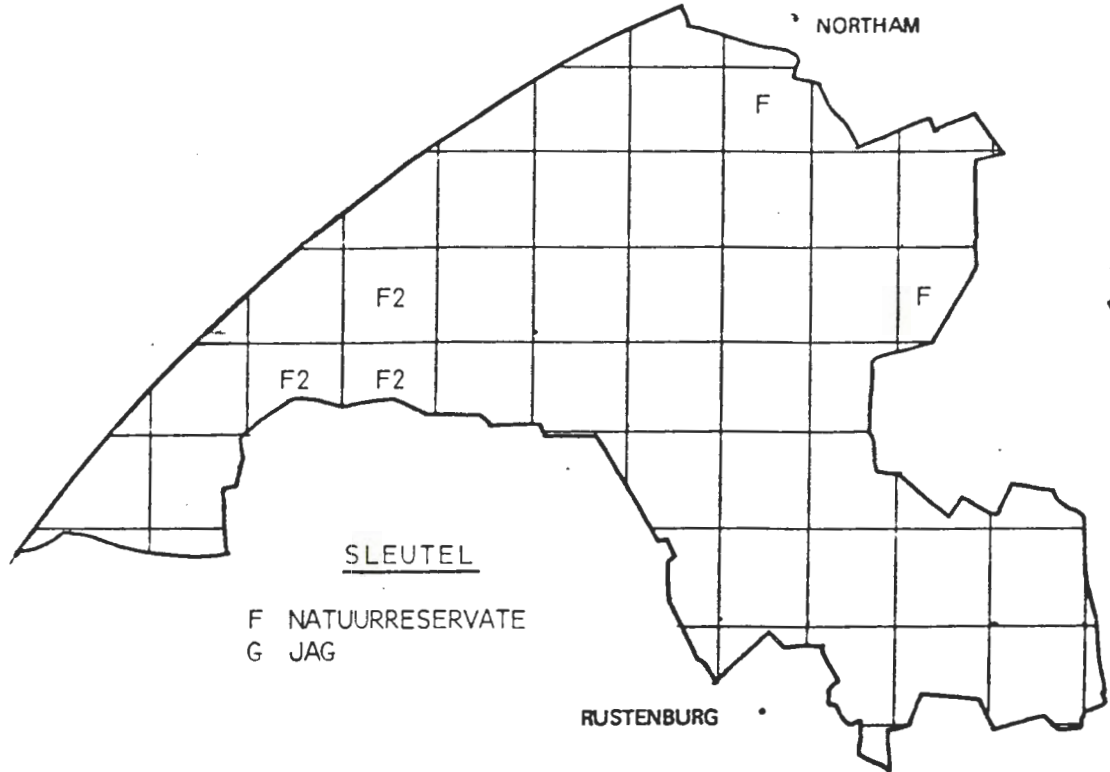 NORTHAM
F
F2
F
F2 F2
SLEUTEL
F NATUURRESERVATE
G JAG
RUSTENBURG